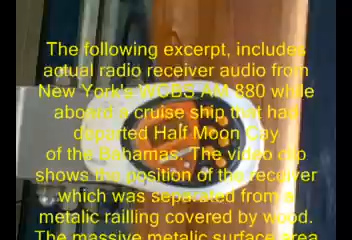 The following excerpt, includes
actual radio receiver audio from
New York's WCBS AM 880 while
aboard a cruise ship that had
departed Half Moon Cay
of the Bahamas. The video clip
shows the position of the receiver
which was separated from a
metalic railling covered by wood.
The massive metalic surface area